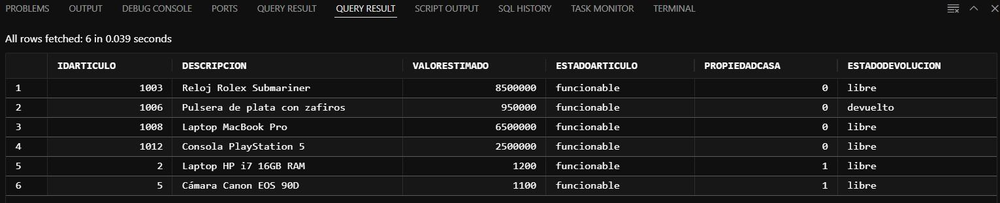 PROBLEMS OUTPUT DEBUG CONSOLE PORTS QUERY RESULT QUERY RESULT SCRIPT OUTPUT SQL HISTORY TASK MONITOR TERMINAL
All rows fetched: 6 in 0.039 seconds
IDARTICULO DESCRIPCION VALORESTIMADO ESTADOARTICULO PROPIEDADCASA ESTADODEVOLUCION
1 1003 Reloj Rolex Submariner 8500000 funcionable 0 libre
2 1006 Pulsera de plata con zafiros 950000 funcionable 0 devuelto
3 1008 Laptop MacBook Pro 6500000 funcionable 0 libre
4 1012 Consola PlayStation 5 2500000 funcionable 0 libre
5 2 Laptop HP i7 16GB RAM 1200 funcionable 1 libre
6 5 Cámara Canon EOS 90D 1100 funcionable 1 libre